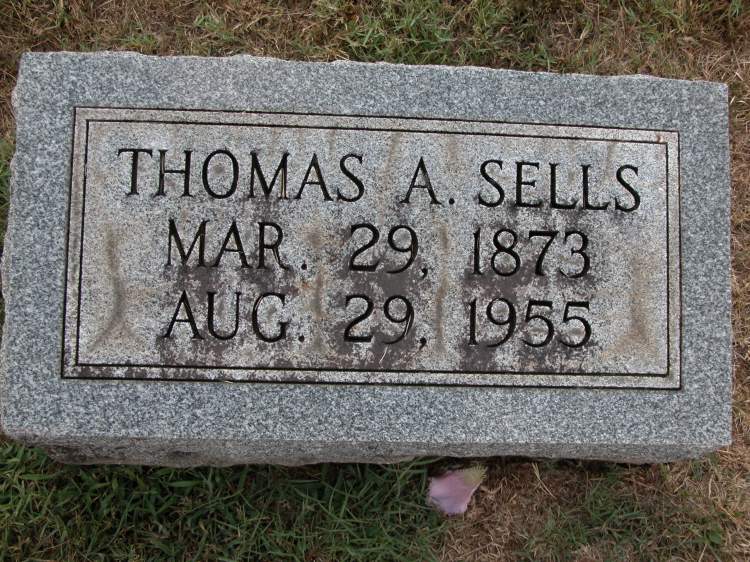 THOMAS A. SELLS
MAR. 29, 1873
AUG. 29, 1955